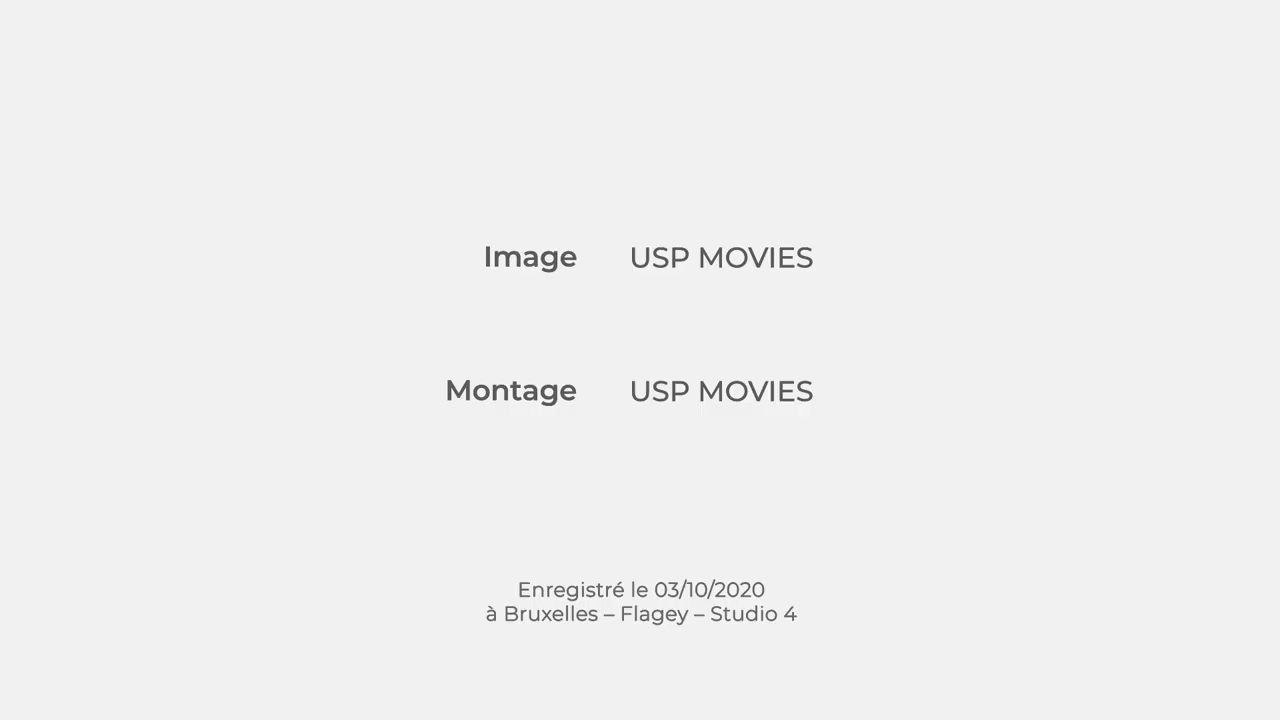 Image USP MOVIES
Montage USP MOVIES
Enregistré le 03/10/2020
à Bruxelles – Flagey – Studio 4